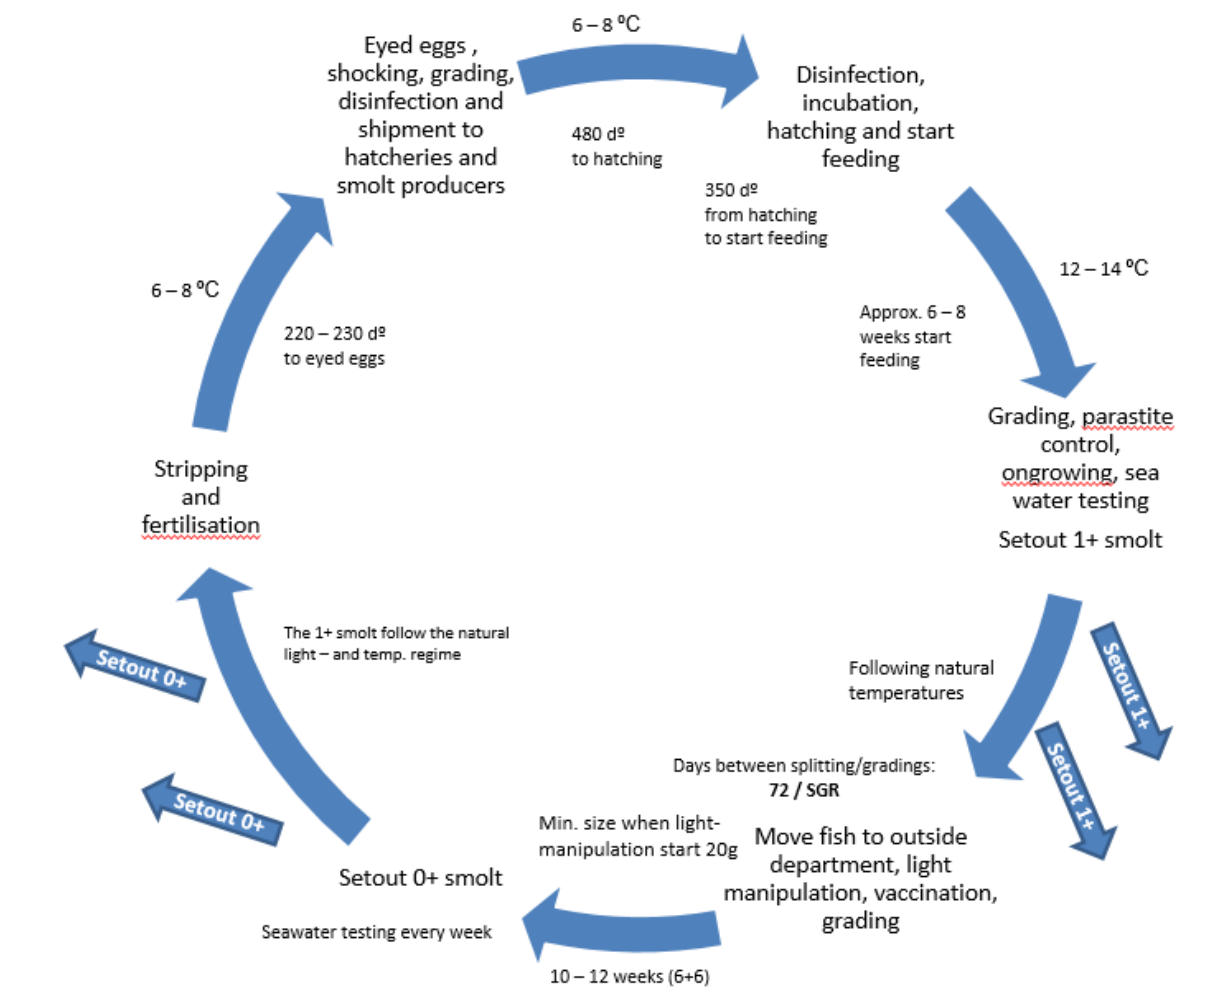 6 – 8 ºC
Eyed eggs ,
shocking, grading,
disinfection and
shipment to
hatcheries and
smolt producers
480 dº
to hatching
Disinfection,
incubation,
hatching and start
feeding
350 dº
from hatching
to start feeding
12 – 14 ºC
Approx. 6 – 8
weeks start
feeding
Grading, parastite
control,
ongrowing, sea
water testing
Setout 1+ smolt
Following natural
temperatures
Setout 1+
Setout 1+
Days between splitting/gradings:
72 / SGR
Move fish to outside
department, light
manipulation, vaccination,
grading
Min. size when light-
manipulation start 20g
10 – 12 weeks (6+6)
Setout 0+ smolt
Seawater testing every week
Setout 0+
Setout 0+
The 1+ smolt follow the natural
light – and temp. regime
Stripping
and
fertilisation
6 – 8 ºC
220 – 230 dº
to eyed eggs